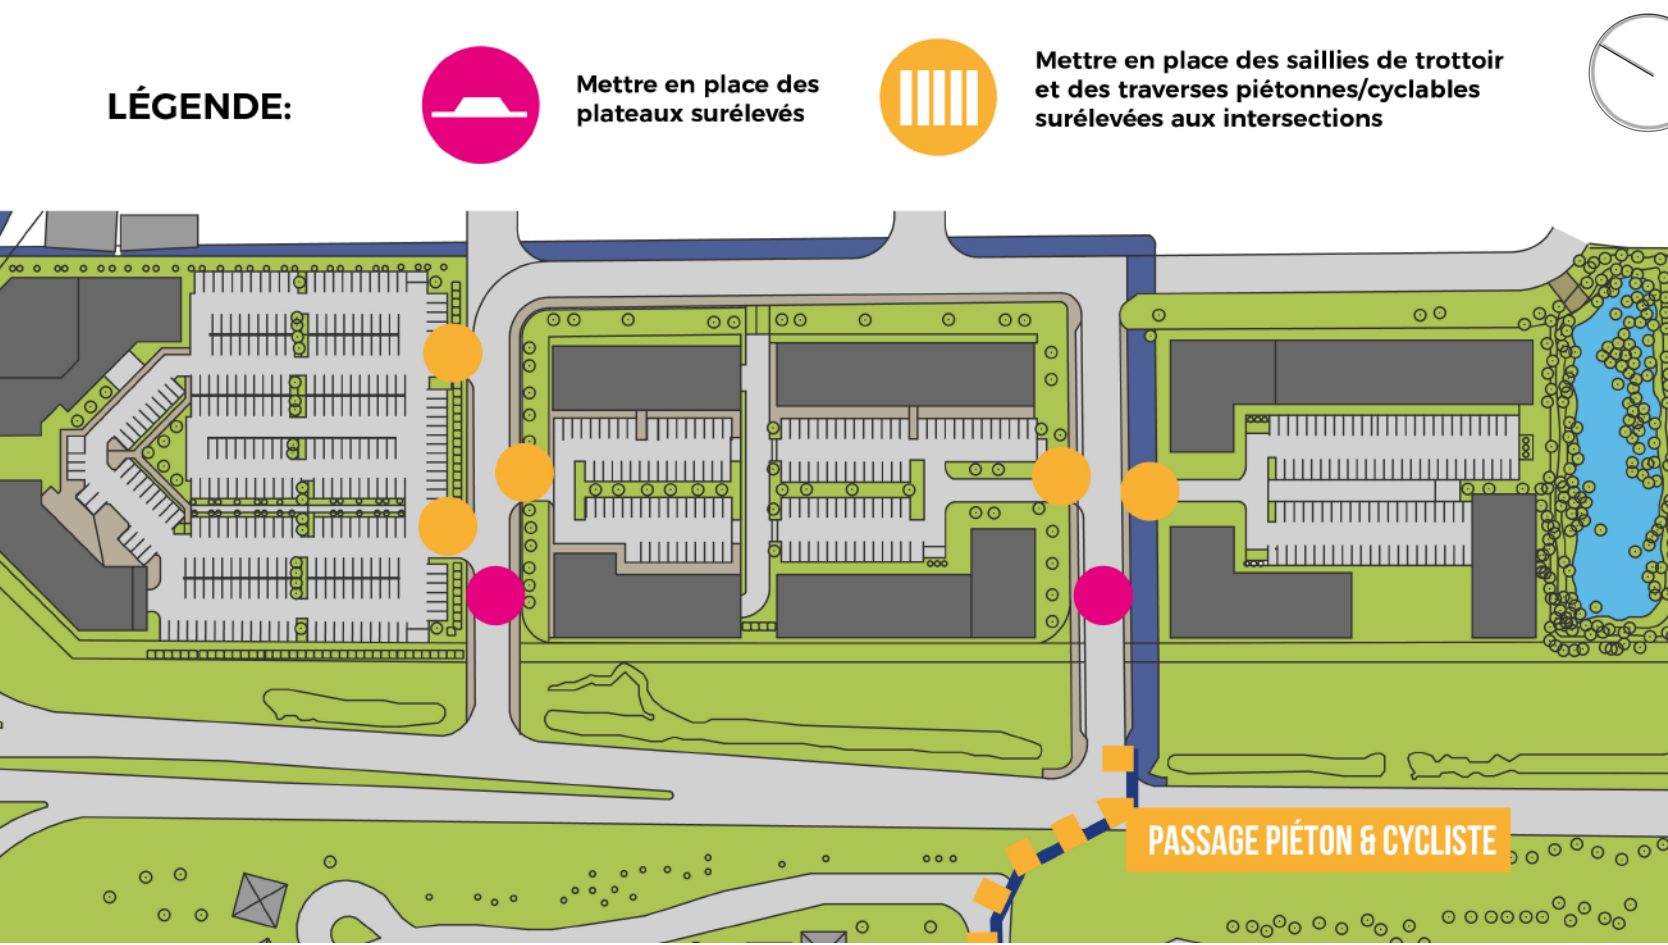 LÉGENDE:
Mettre en place des
plateaux surélevés
Mettre en place des saillies de trottoir
et des traverses piétonnes/cyclables
surélevées aux intersections
PASSAGE PIÉTON & CYCLISTE